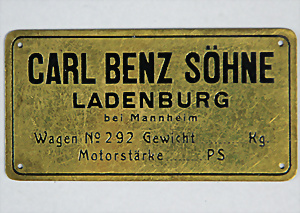 CARL BENZ SÖHNE
LADENBURG
bei Mannheim
Wagen No 292 Gewicht ........ Kg.
Motorstärke ...... PS